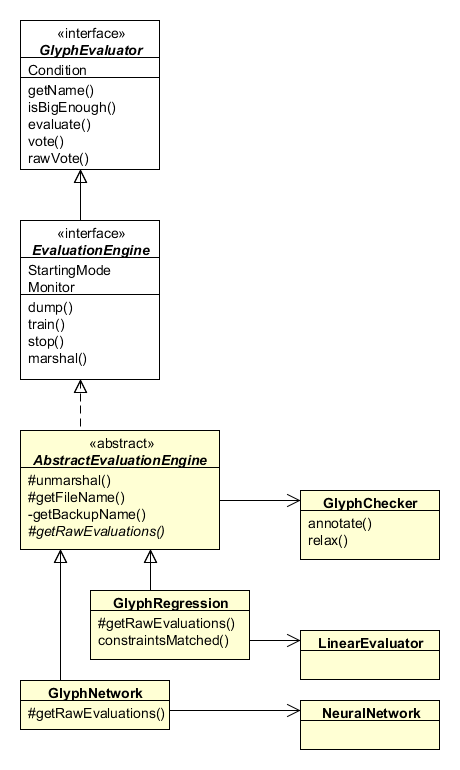 «interface»
GlyphEvaluator
Condition
getName()
isBigEnough()
evaluate()
vote()
rawVote()
«interface»
EvaluationEngine
StartingMode
Monitor
dump()
train()
stop()
marshal()
«abstract»
AbstractEvaluationEngine
#unmarshal()
#getFileName()
-getBackupName()
#getRawEvaluations()
GlyphChecker
annotate()
relax()
GlyphRegression
#getRawEvaluations()
constraintsMatched()
LinearEvaluator
GlyphNetwork
#getRawEvaluations()
NeuralNetwork